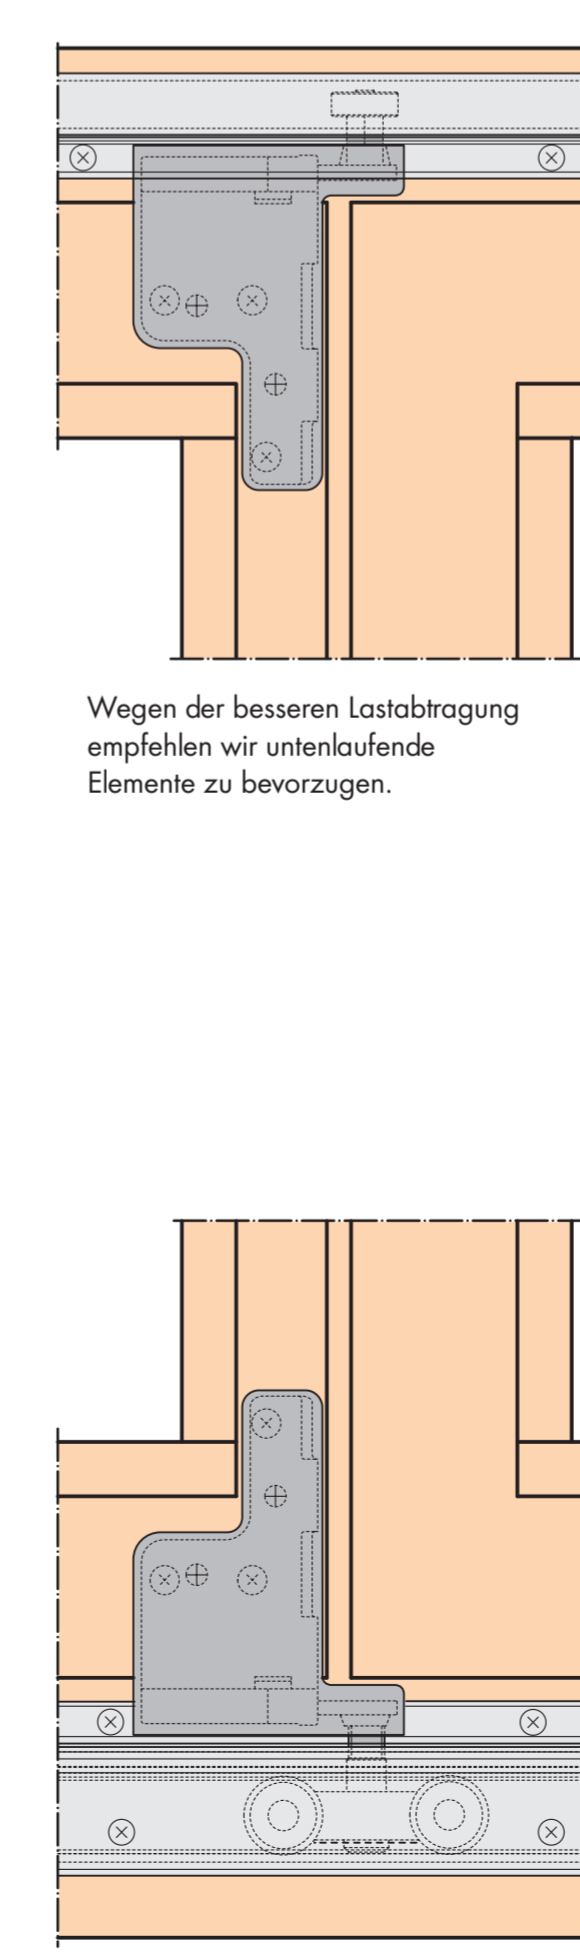 Wegen der besseren Lastabtragung
empfehlen wir untenlaufende
Elemente zu bevorzugen.